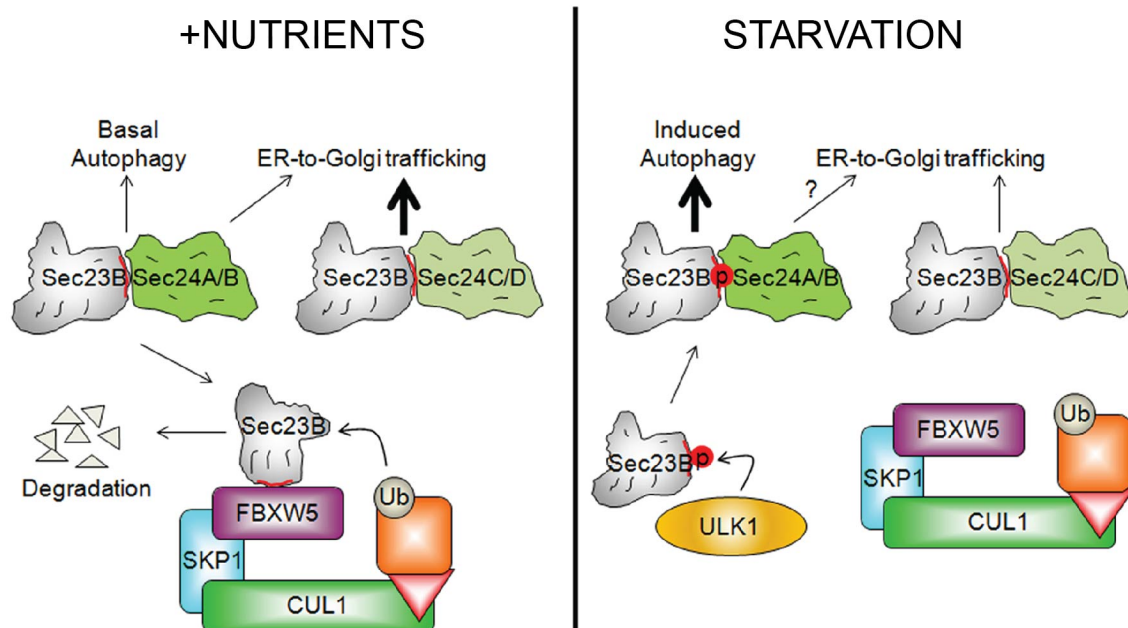 +NUTRIENTS
Basal
Autophagy
ER-to-Golgi trafficking
Sec23B
Sec24A/B
Sec23B
Sec24C/D
Sec23B
Degradation
FBXW5
Ub
SKP1
CUL1
STARVATION
Induced
Autophagy
ER-to-Golgi trafficking
?
Sec23B
p
Sec24A/B
Sec23B
Sec24C/D
Sec23B
p
ULK1
Ub
FBXW5
SKP1
CUL1